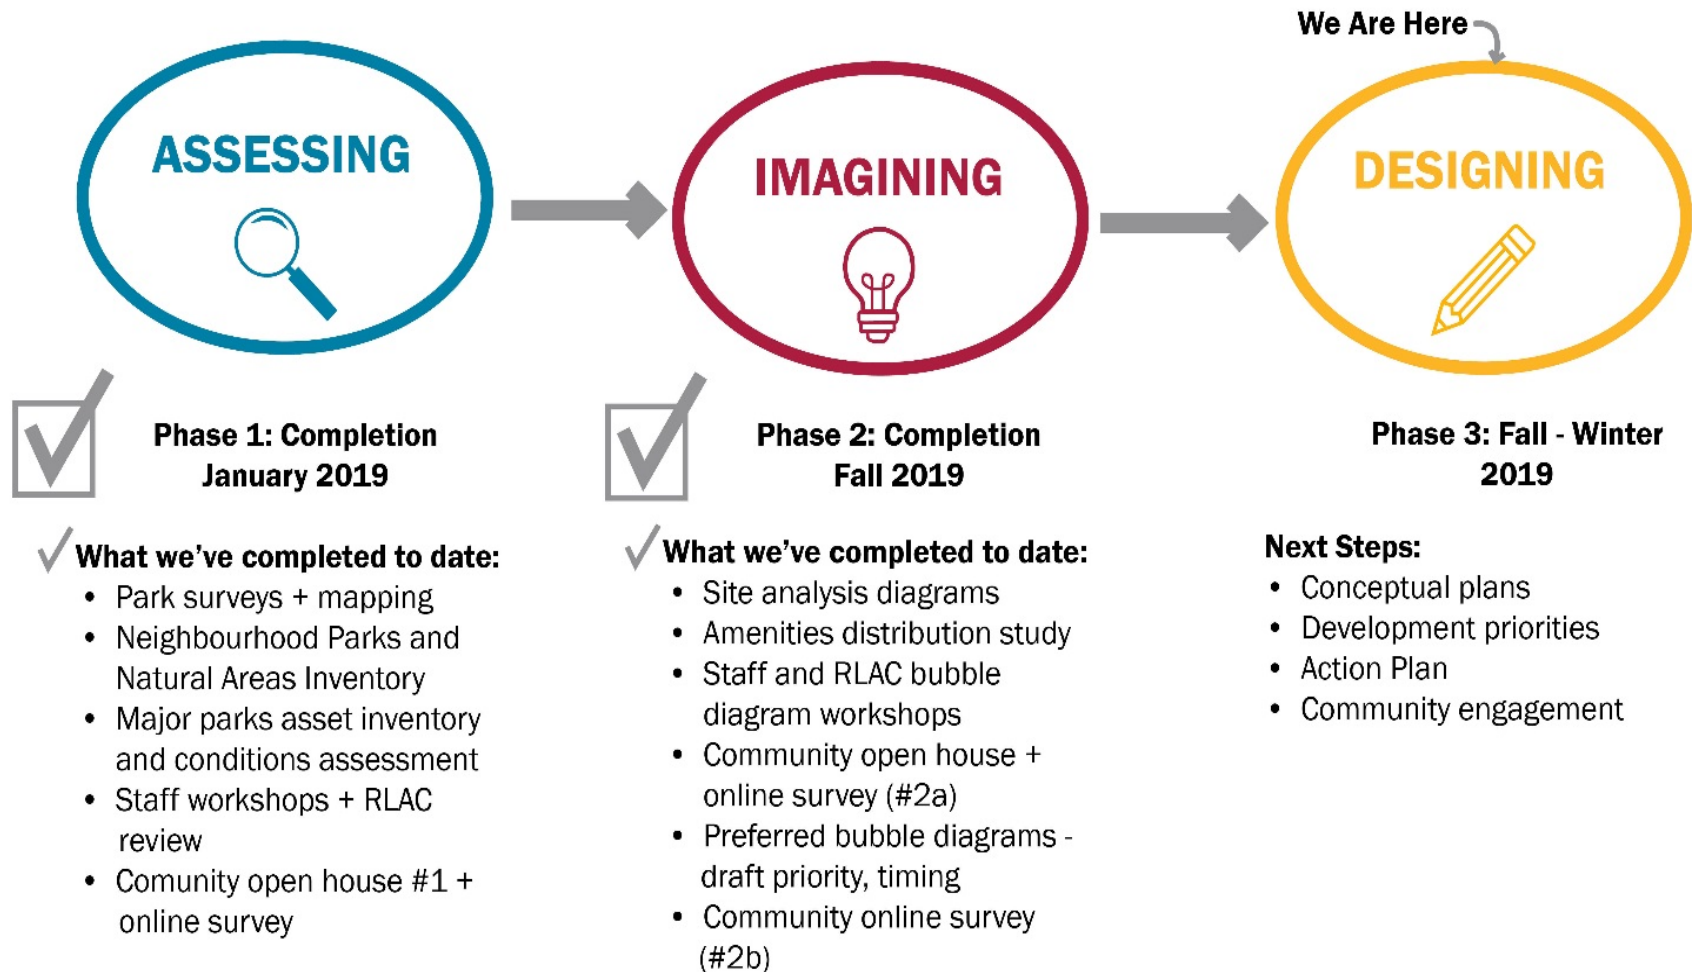 We Are Here
ASSESSING
IMAGINING
DESIGNING
Phase 1: Completion
January 2019
What we've completed to date:
• Park surveys + mapping
• Neighbourhood Parks and
Natural Areas Inventory
• Major parks asset inventory
and conditions assessment
• Staff workshops + RLAC
review
• Comunity open house #1 +
online survey
Phase 2: Completion
Fall 2019
What we've completed to date:
• Site analysis diagrams
• Amenities distribution study
• Staff and RLAC bubble
diagram workshops
• Community open house +
online survey (#2a)
• Preferred bubble diagrams -
draft priority, timing
• Community online survey
(#2b)
Phase 3: Fall - Winter
2019
Next Steps:
• Conceptual plans
• Development priorities
• Action Plan
• Community engagement